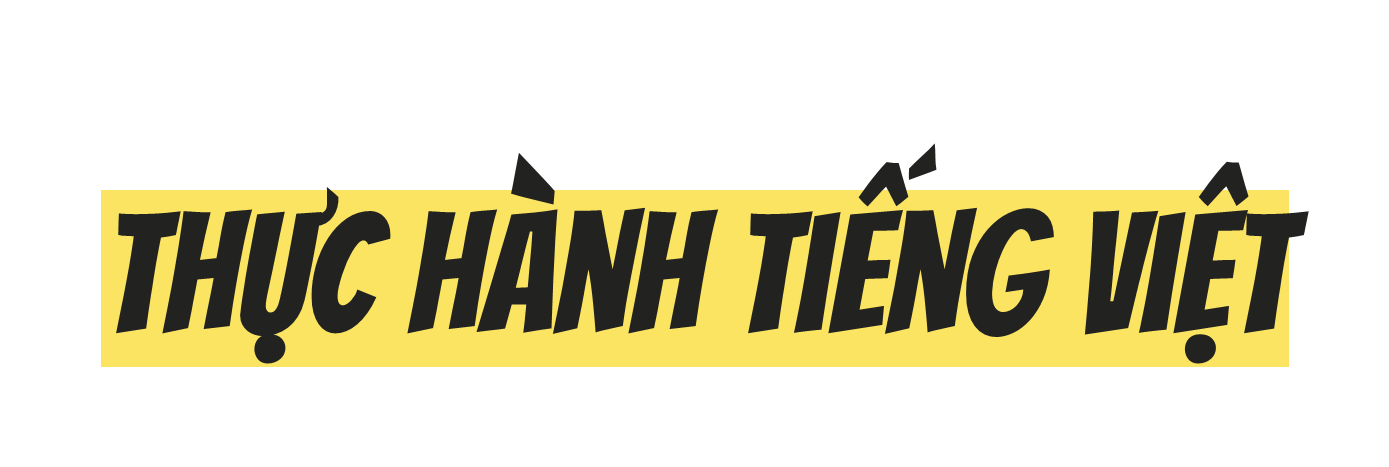 THỰC HÀNH TIẾNG VIỆT